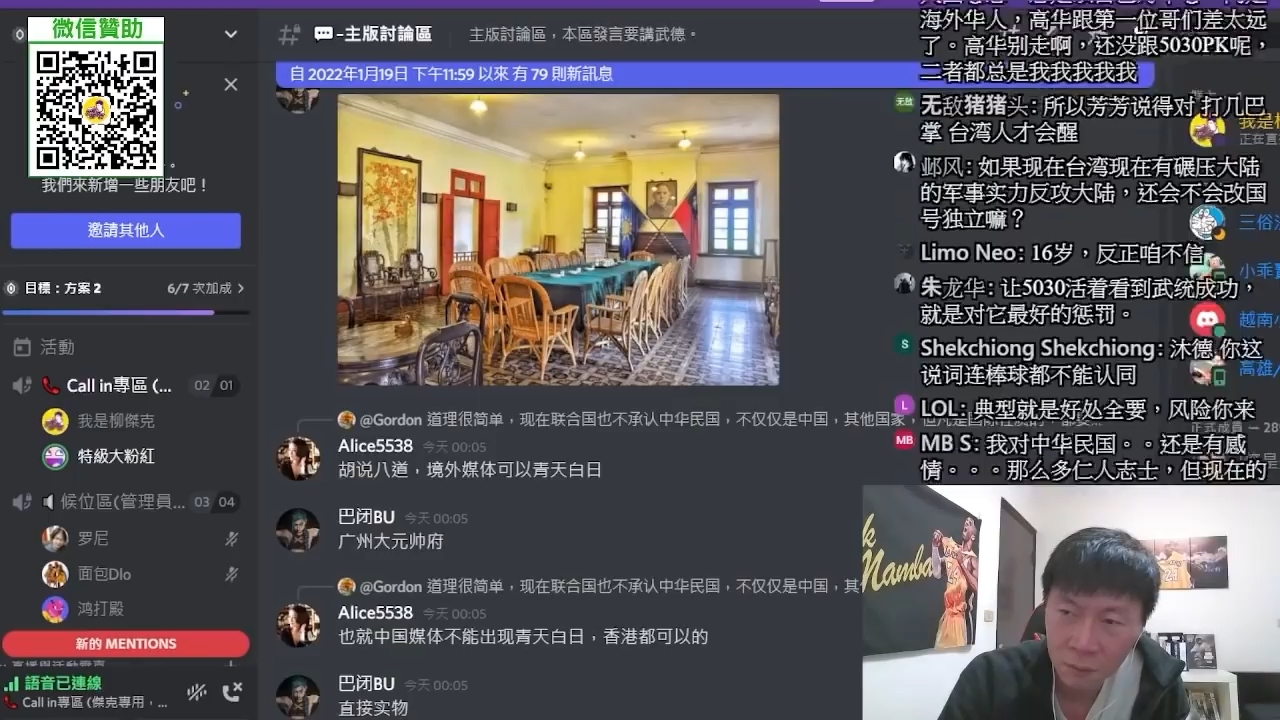 微信贊助
我們來新增一些朋友吧！
邀請其他人
目標：方案 2
6/7 次加成
活動
Call in專區 (...
02 01
我是柳傑克
特級大粉紅
候位區(管理員...
03 04
罗尼
面包Dlo
鸿打殿
新的 MENTIONS
語音已連線
Call in專區 (傑克專用，...
-主版討論區
主版討論區，本區發言要講武德。
自 2022年1月19日 下午11:59 以來 有 79 則新訊息
@Gordon 道理很简单，现在联合国也不承认中华民国，不仅仅是中国，其他国家，
Alice5538 今天 00:05
胡说八道，境外媒体可以青天白日
巴闭BU 今天 00:05
广州大元帅府
@Gordon 道理很简单，现在联合国也不承认中华民国，不仅仅是中国，其
Alice5538 今天 00:05
也就中国媒体不能出现青天白日，香港都可以的
巴闭BU 今天 00:05
直接实物
海外华人，高华跟第一位哥们差太远
了。高华别走啊，还没跟5030PK呢，
二者都总是我我我我我
无敌猪猪头: 所以芳芳说得对 打几巴
掌 台湾人才会醒
邺风: 如果现在台湾现在有碾压大陆
的军事实力反攻大陆，还会不会改国
号独立嘛？
Limo Neo: 16岁，反正咱不信
朱龙华: 让5030活着看到武统成功，
就是对它最好的惩罚。
Shekchiong Shekchiong: 沐德 你这
说词连棒球都不能认同
LOL: 典型就是好处全要，风险你来
MB S: 我对中华民国。。还是有感
情。。。那么多仁人志士，但现在的
我是
正在直
三俗
小乖
越南
高雄
正式成員 — 28
Mamba